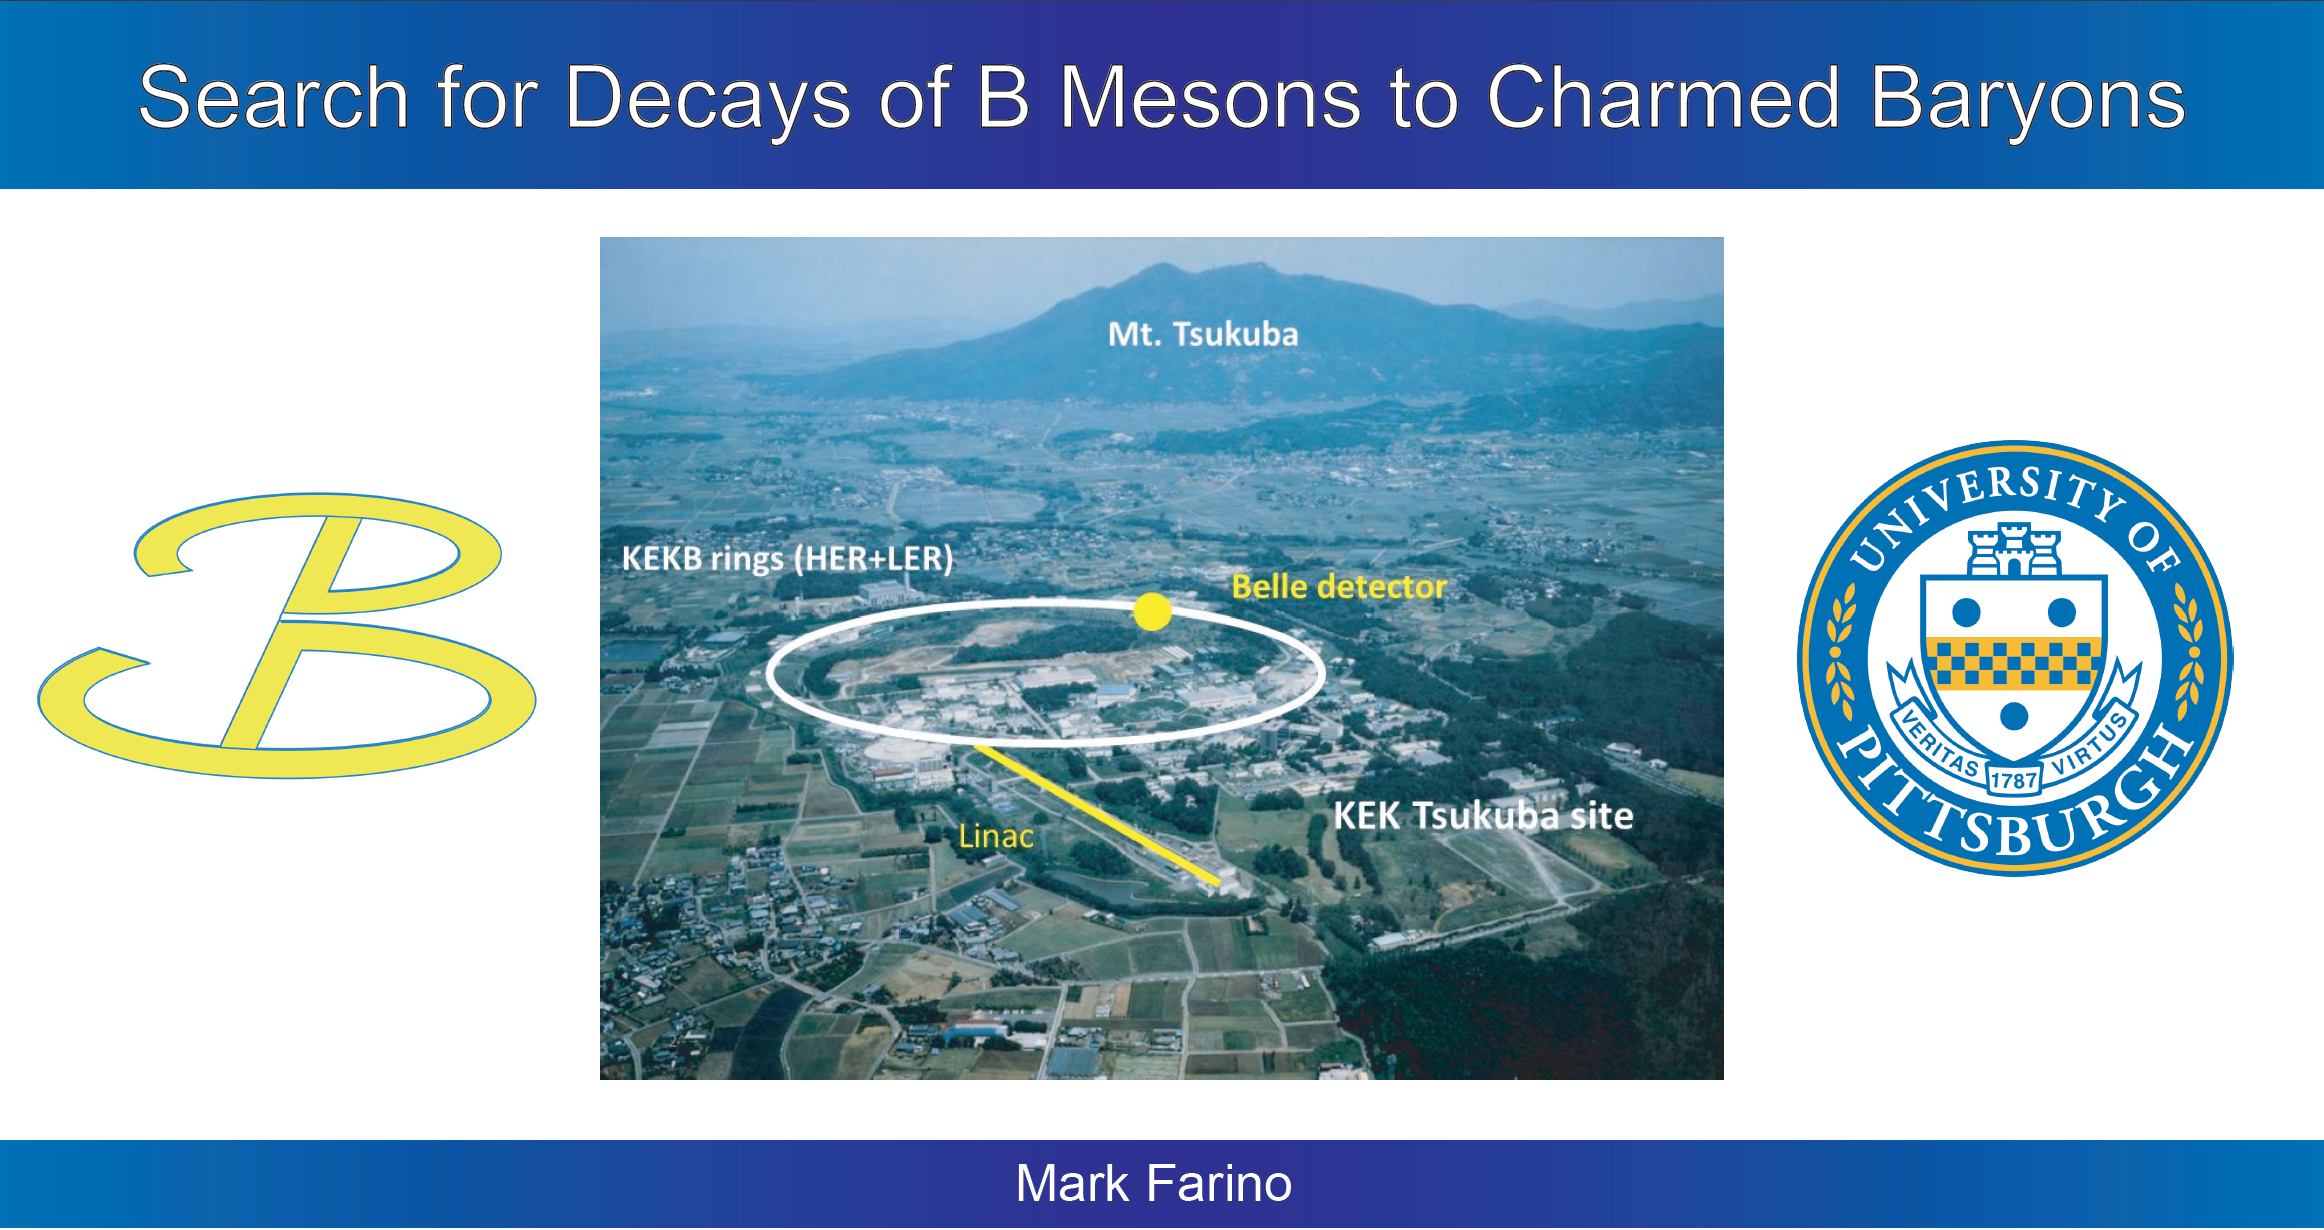 Search for Decays of B Mesons to Charmed Baryons
Mt. Tsukuba
KEKB rings (HER+LER)
Belle detector
Linac
KEK Tsukuba site
B
UNIVERSITY OF
PITTSBURGH
VERITAS
1787
VIRTUS
Mark Farino